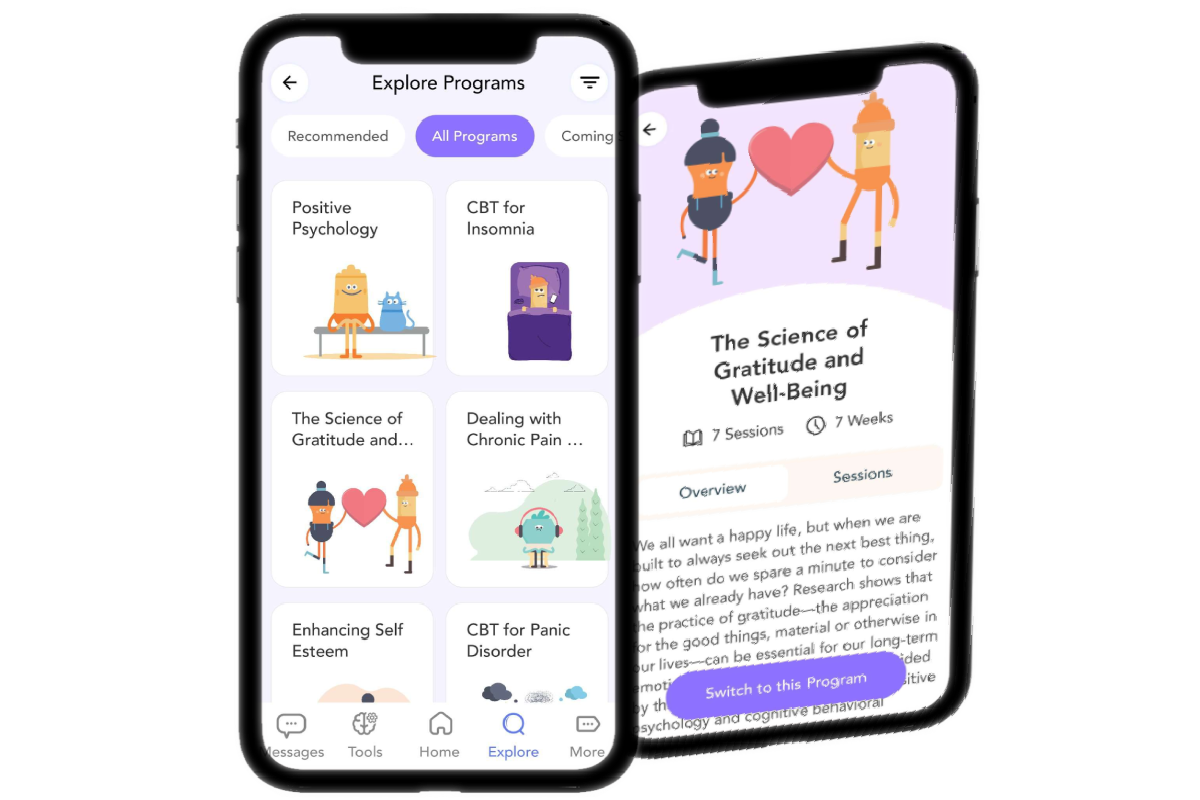 Explore Programs
Recommended
All Programs
Coming
Positive
Psychology
CBT for
Insomnia
The Science of
Gratitude and...
Dealing with
Chronic Pain ...
Enhancing Self
Esteem
CBT for Panic
Disorder
Messages
Tools
Home
Explore
More
The Science of
Gratitude and
Well-Being
7 Sessions
7 Weeks
Overview
Sessions
We all want a happy life, but when we are
built to always seek out the next best thing,
how often do we spare a minute to consider
what we already have? Research shows that
the practice of gratitude—the appreciation
for the good things, material or otherwise in
our lives—can be essential for our long-term
Switch to this Program
psychology and cognitive behavioral